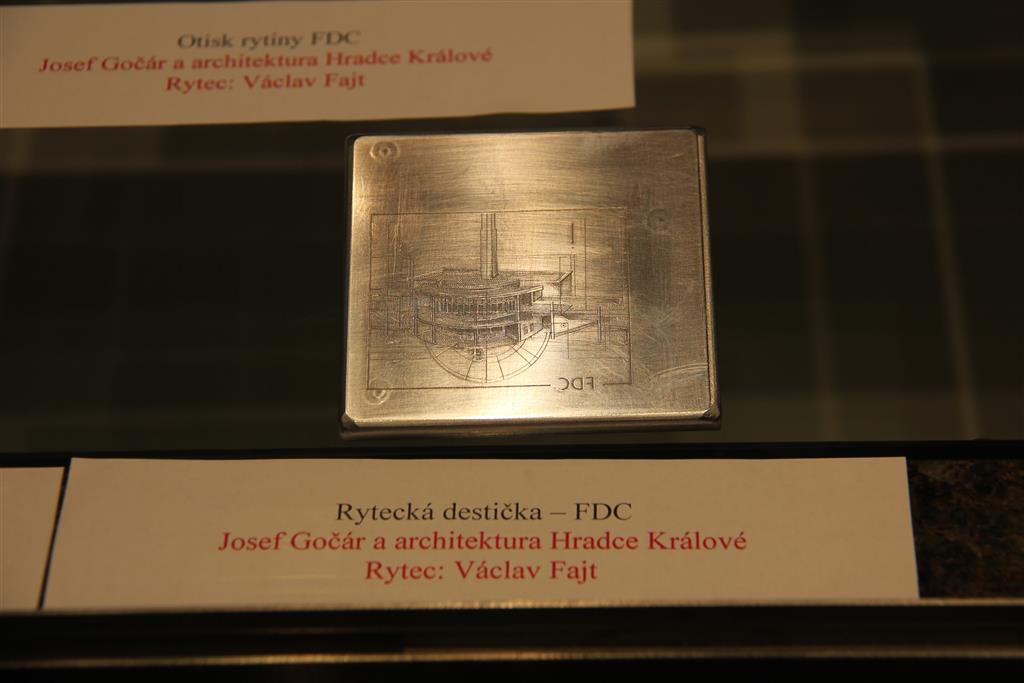 Otisk rytiny FDC
Josef Gočár a architektura Hradce Králové
Rytec: Václav Fajt
FDC
Rytecká destička – FDC
Josef Gočár a architektura Hradce Králové
Rytec: Václav Fajt